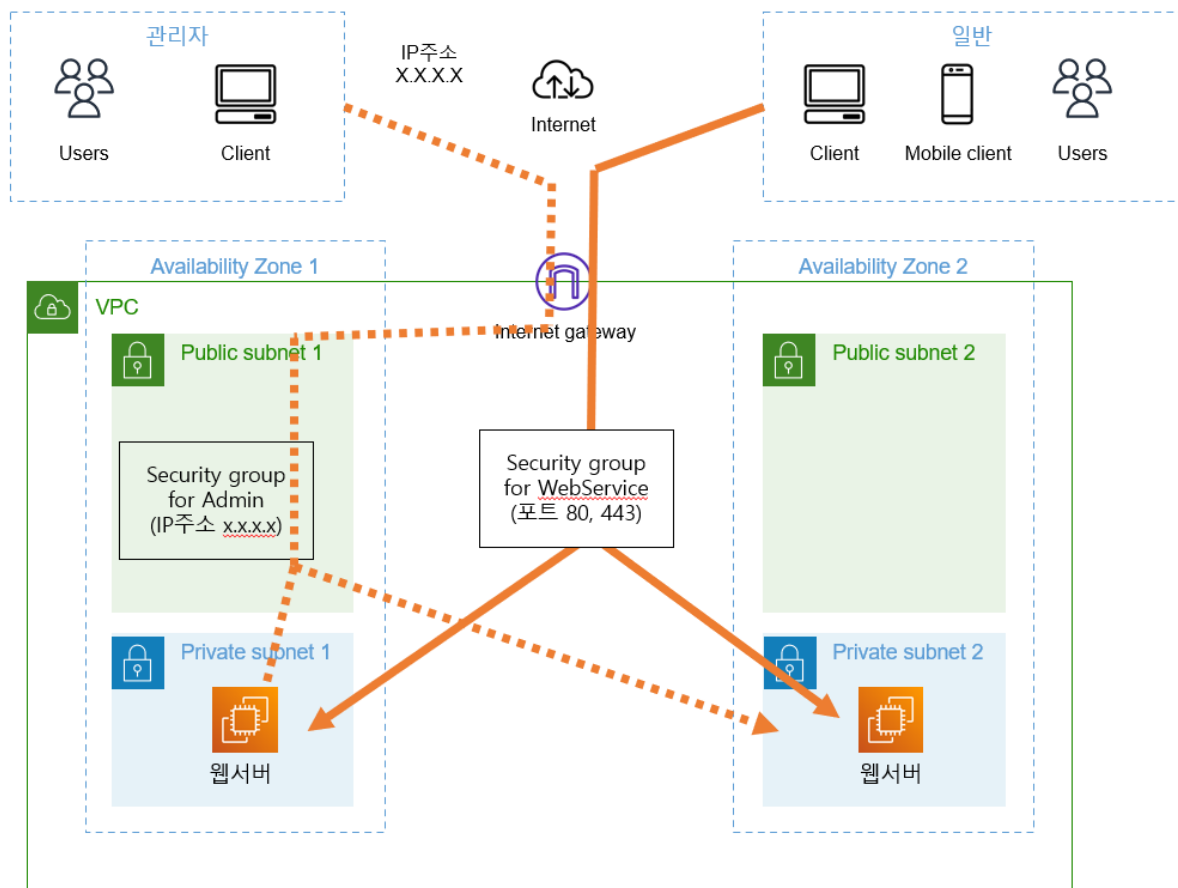 관리자
IP주소
X.X.X.X
일반
Users
Client
Internet
Client
Mobile client
Users
Availability Zone 1
Availability Zone 2
VPC
Internet gateway
Public subnet 1
Public subnet 2
Security group
for Admin
(IP주소 x.x.x.x)
Security group
for WebService
(포트 80, 443)
Private subnet 1
Private subnet 2
웹서버
웹서버